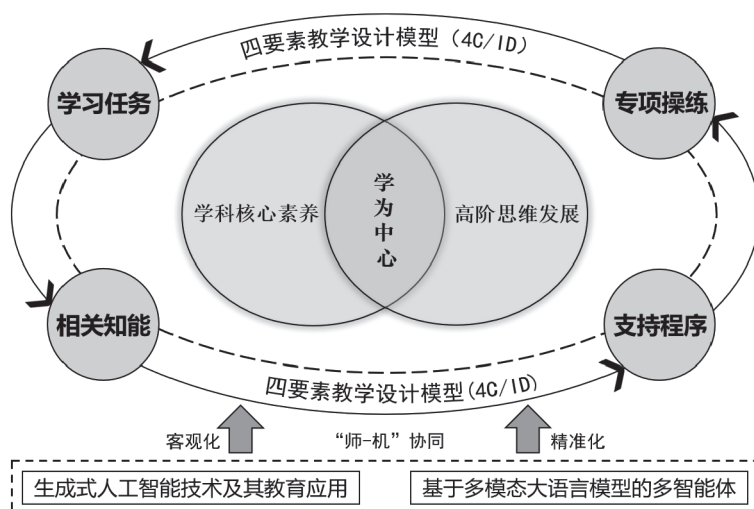 四要素教学设计模型（4C/ID）
学习任务
专项操练
学科核心素养
学为中心
高阶思维发展
相关知能
支持程序
四要素教学设计模型(4C/ID)
客观化
“师-机”协同
精准化
生成式人工智能技术及其教育应用
基于多模态大语言模型的多智能体